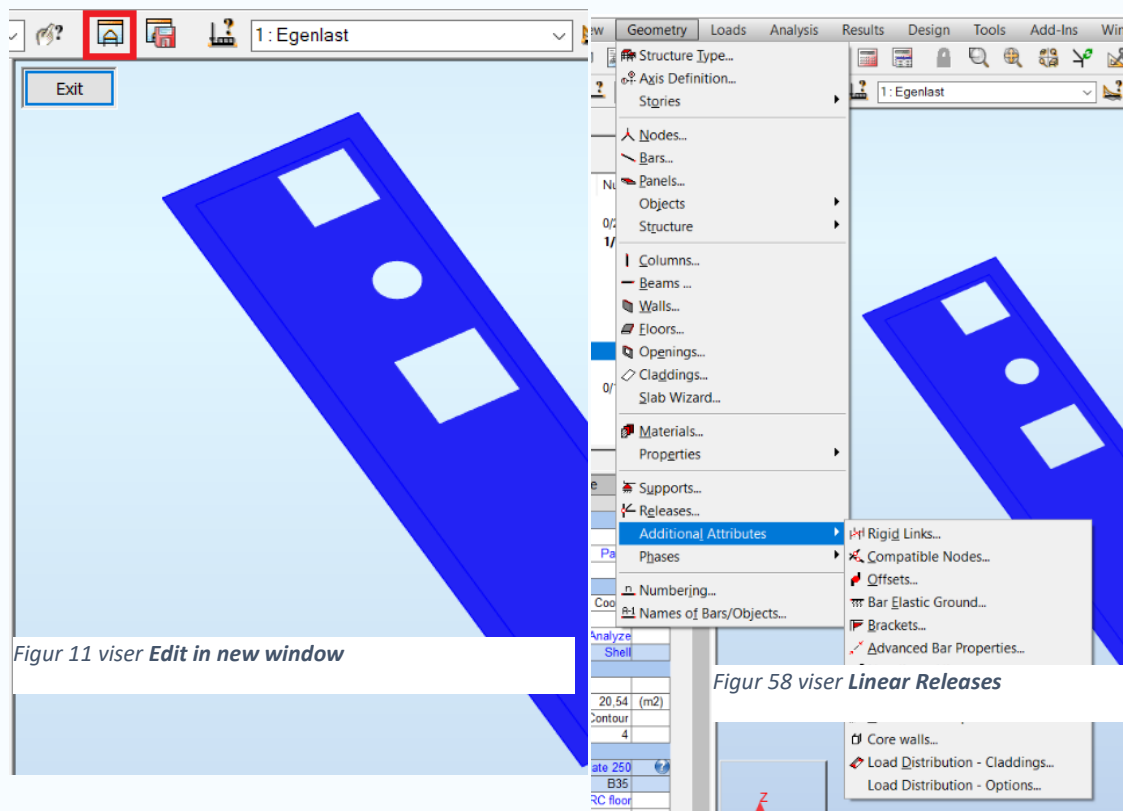 1 : Egenlast
Exit
Figur 11 viser Edit in new window
Geometry Loads Analysis Results Design Tools Add-Ins
Structure Type...
Axis Definition...
Stories
Nodes...
Bars...
Panels...
Objects
Structure
Columns...
Beams ...
Walls...
Floors...
Openings...
Claddings...
Slab Wizard...
Materials...
Properties
Supports...
Releases...
Additional Attributes
Phases
Numbering...
Names of Bars/Objects...
1 : Egenlast
Rigid Links...
Compatible Nodes...
Offsets...
Bar Elastic Ground...
Brackets...
Advanced Bar Properties...
Figur 58 viser Linear Releases
Core walls...
Load Distribution - Claddings...
Load Distribution - Options...
Analyze
Shell
20,54 (m2)
Contour
4
250
B35
RC floor
Z